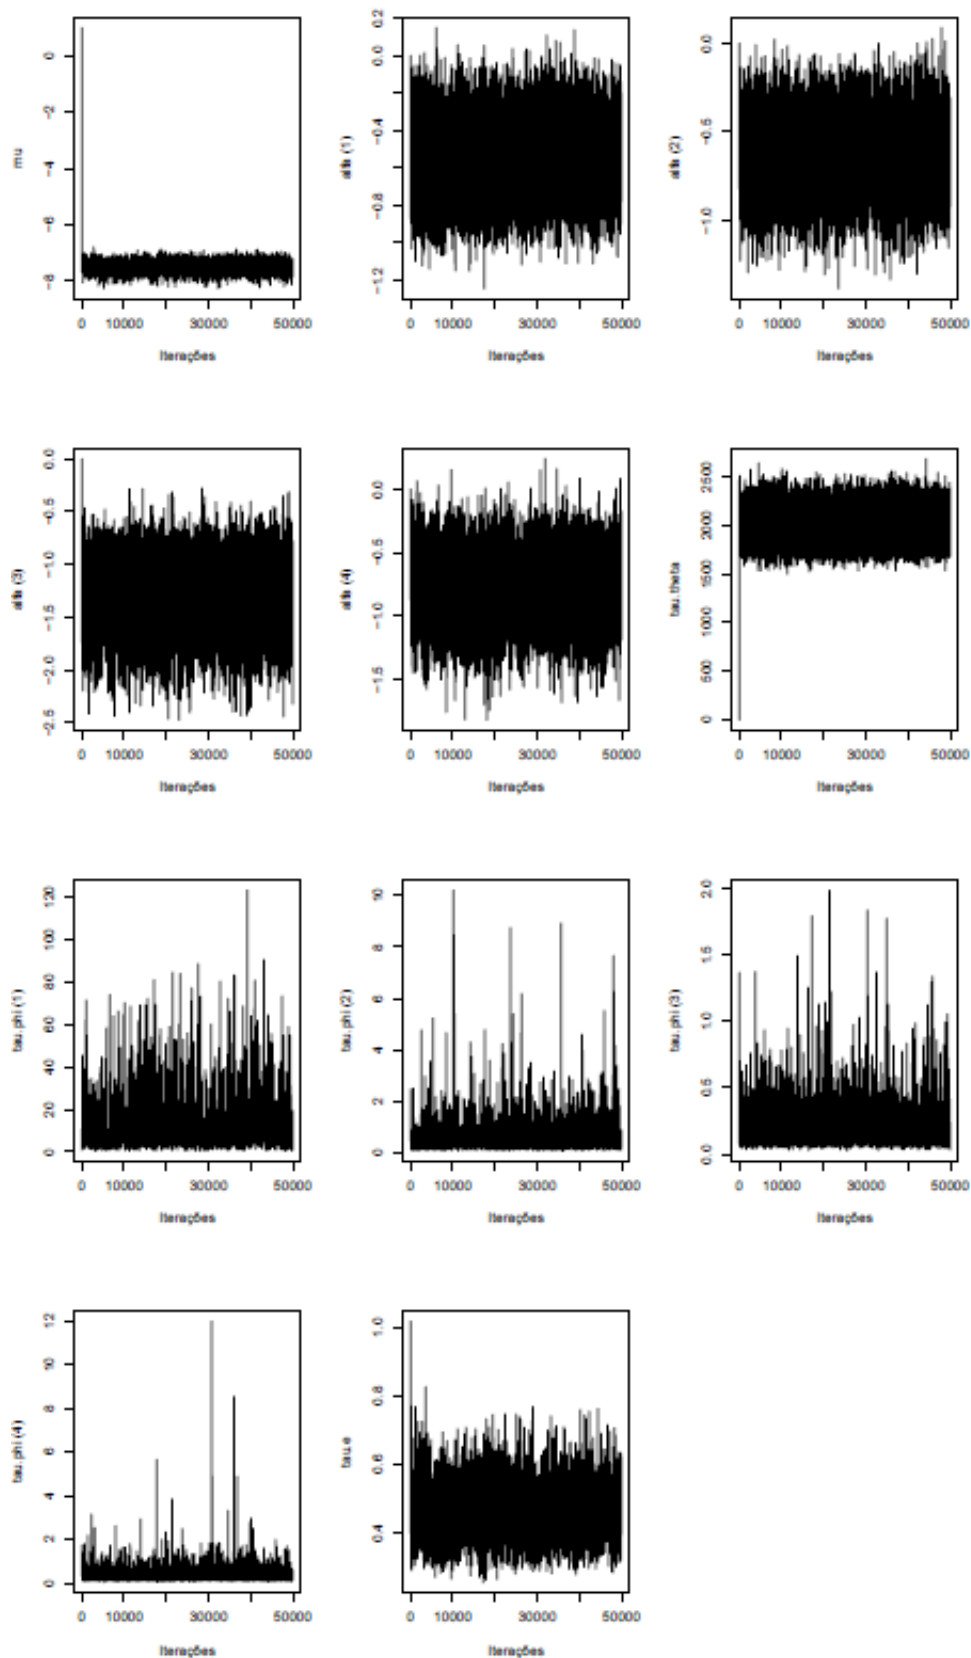 mu
0
−2
−4
−6
−8
0 10000 30000 50000
Iterações
alfa (1)
0.2
0.0
−0.4
−0.8
−1.2
0 10000 30000 50000
Iterações
alfa (2)
0.0
−0.5
−1.0
0 10000 30000 50000
Iterações
alfa (3)
0.0
−0.5
−1.0
−1.5
−2.0
−2.5
0 10000 30000 50000
Iterações
alfa (4)
0.0
−0.5
−1.0
−1.5
0 10000 30000 50000
Iterações
tau.theta
2500
2000
1500
1000
500
0
0 10000 30000 50000
Iterações
tau.phi (1)
120
100
80
60
40
20
0
0 10000 30000 50000
Iterações
tau.phi (2)
10
8
6
4
2
0
0 10000 30000 50000
Iterações
tau.phi (3)
2.0
1.5
1.0
0.5
0.0
0 10000 30000 50000
Iterações
tau.phi (4)
12
10
8
6
4
2
0
0 10000 30000 50000
Iterações
tau.e
1.0
0.8
0.6
0.4
0 10000 30000 50000
Iterações